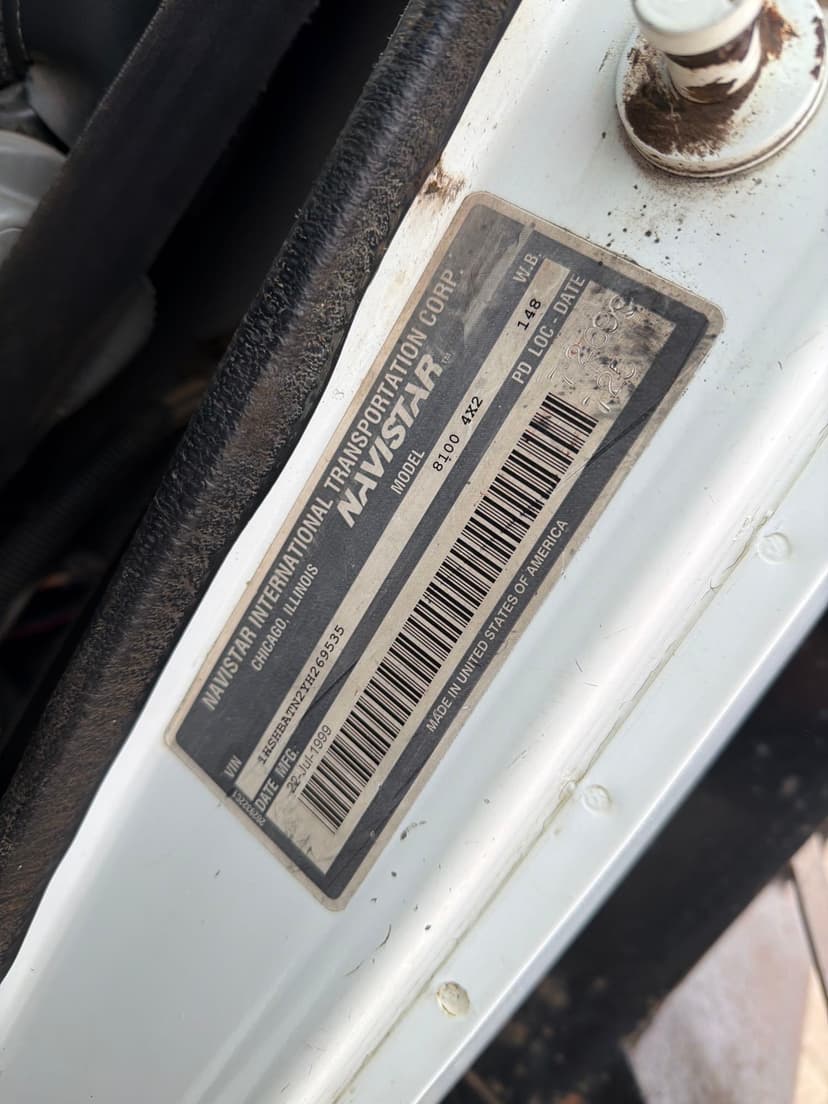 NAVISTAR INTERNATIONAL TRANSPORTATION CORP.
CHICAGO, ILLINOIS
NAVISTAR™
VIN MODEL W.B.
1HSHBATN2YH269535 8100 4X2 148
DATE MFG. PD LOC - DATE
22-Jul-1999
MADE IN UNITED STATES OF AMERICA